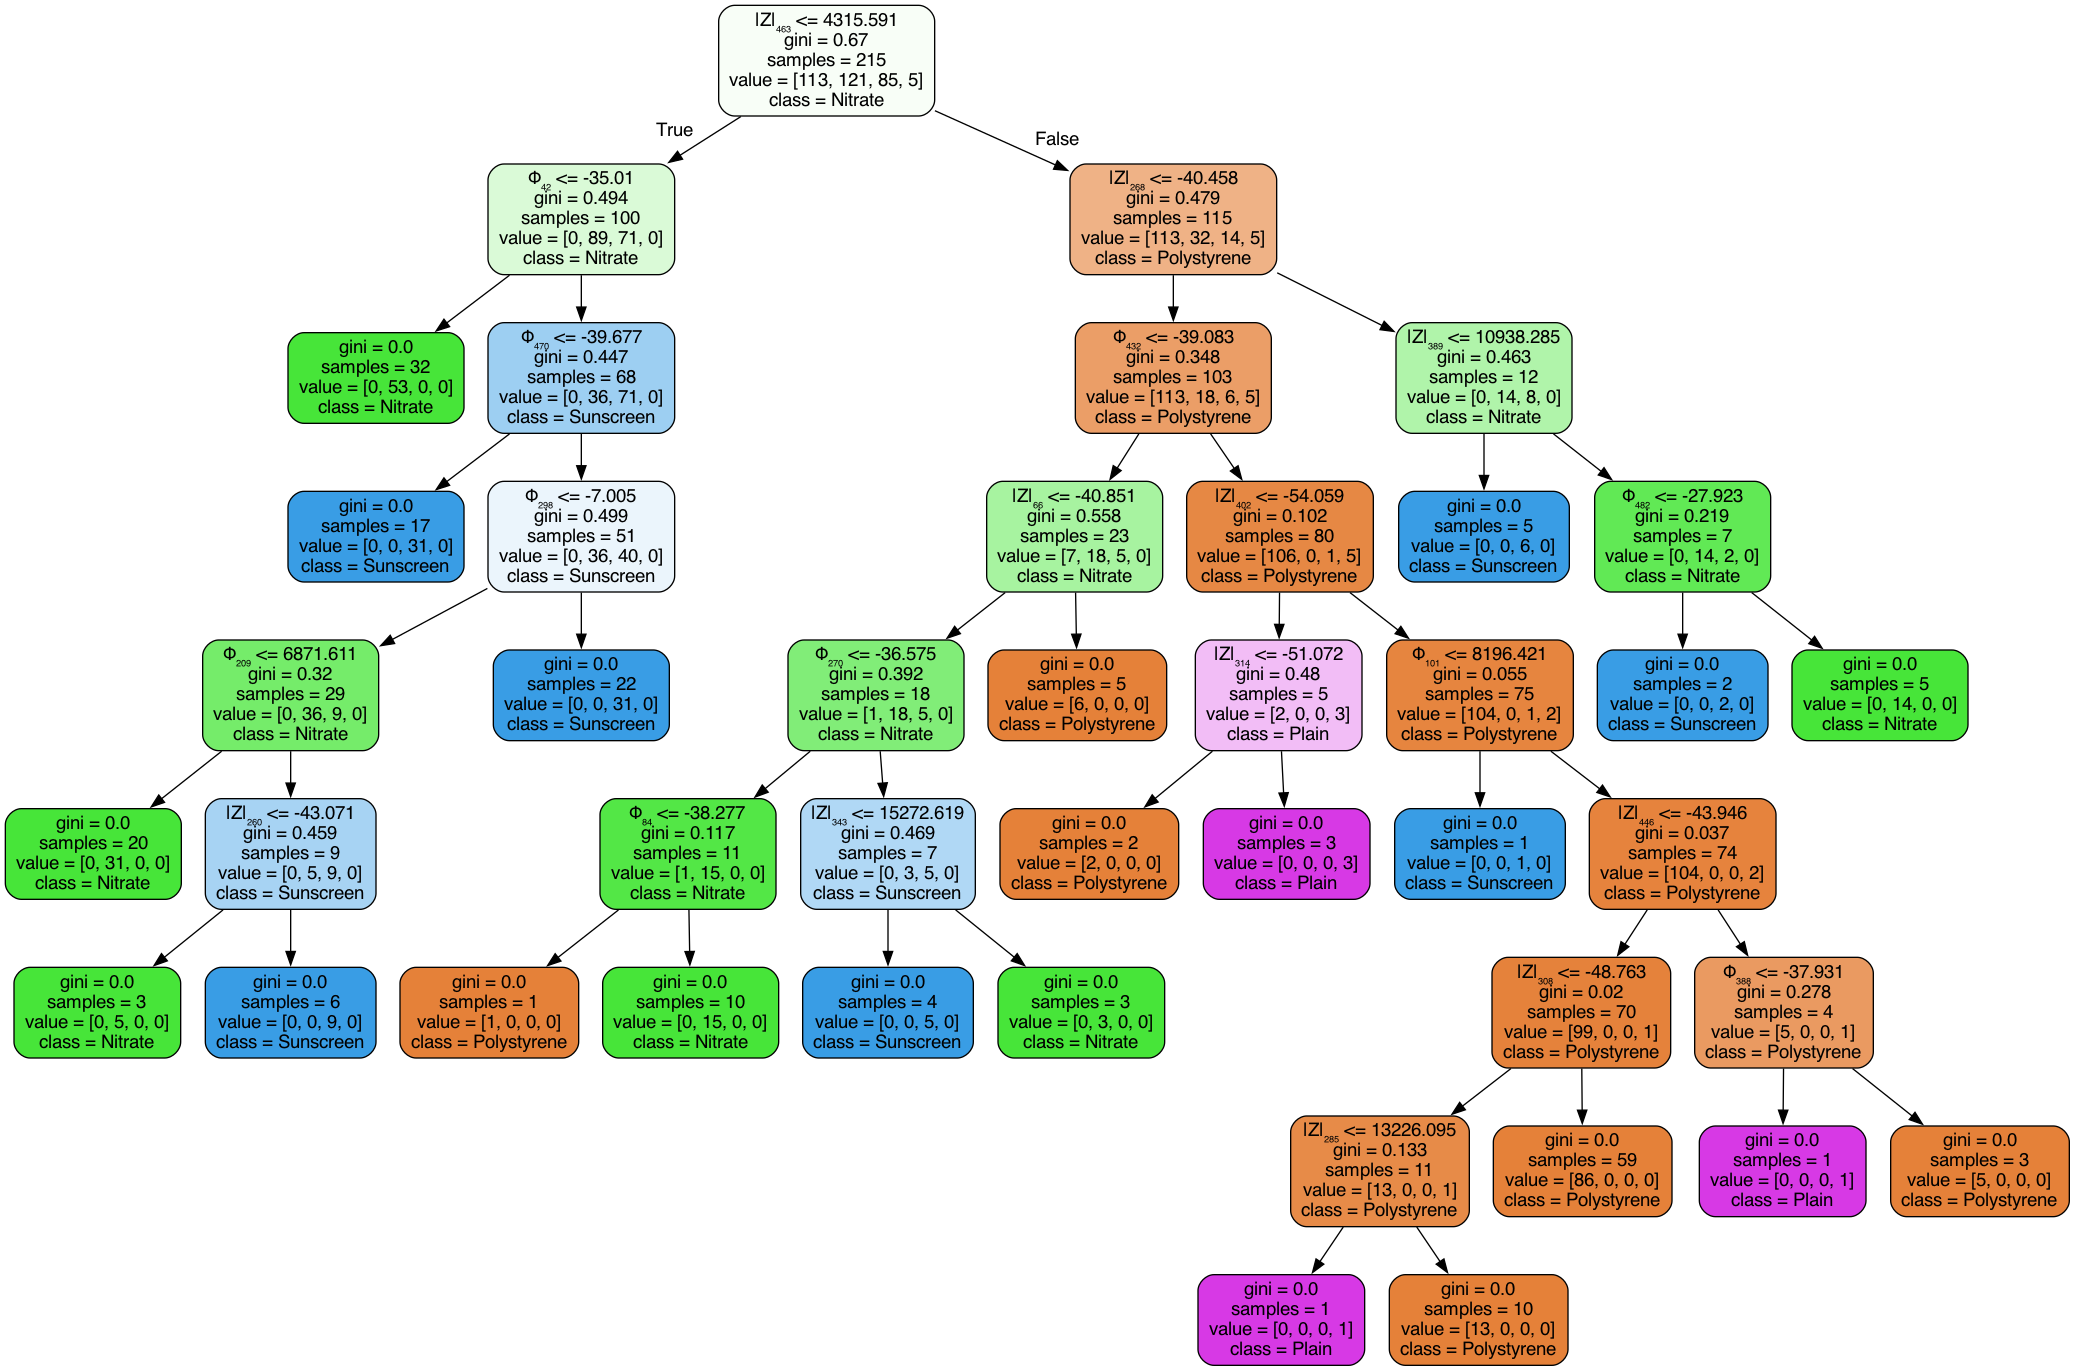 |Z|₄₆₃ <= 4315.591
gini = 0.67
samples = 215
value = [113, 121, 85, 5]
class = Nitrate
True
False
Φ₄₂ <= -35.01
gini = 0.494
samples = 100
value = [0, 89, 71, 0]
class = Nitrate
|Z|₂₆₈ <= -40.458
gini = 0.479
samples = 115
value = [113, 32, 14, 5]
class = Polystyrene
gini = 0.0
samples = 32
value = [0, 53, 0, 0]
class = Nitrate
Φ₄₇₀ <= -39.677
gini = 0.447
samples = 68
value = [0, 36, 71, 0]
class = Sunscreen
Φ₄₃₂ <= -39.083
gini = 0.348
samples = 103
value = [113, 18, 6, 5]
class = Polystyrene
|Z|₃₈₉ <= 10938.285
gini = 0.463
samples = 12
value = [0, 14, 8, 0]
class = Nitrate
gini = 0.0
samples = 17
value = [0, 0, 31, 0]
class = Sunscreen
Φ₂₉₈ <= -7.005
gini = 0.499
samples = 51
value = [0, 36, 40, 0]
class = Sunscreen
|Z|₆₆ <= -40.851
gini = 0.558
samples = 23
value = [7, 18, 5, 0]
class = Nitrate
|Z|₄₀₂ <= -54.059
gini = 0.102
samples = 80
value = [106, 0, 1, 5]
class = Polystyrene
gini = 0.0
samples = 5
value = [0, 0, 6, 0]
class = Sunscreen
Φ₄₈₂ <= -27.923
gini = 0.219
samples = 7
value = [0, 14, 2, 0]
class = Nitrate
Φ₂₀₉ <= 6871.611
gini = 0.32
samples = 29
value = [0, 36, 9, 0]
class = Nitrate
gini = 0.0
samples = 22
value = [0, 0, 31, 0]
class = Sunscreen
Φ₂₇₀ <= -36.575
gini = 0.392
samples = 18
value = [1, 18, 5, 0]
class = Nitrate
gini = 0.0
samples = 5
value = [6, 0, 0, 0]
class = Polystyrene
|Z|₃₁₄ <= -51.072
gini = 0.48
samples = 5
value = [2, 0, 0, 3]
class = Plain
Φ₁₀₁ <= 8196.421
gini = 0.055
samples = 75
value = [104, 0, 1, 2]
class = Polystyrene
gini = 0.0
samples = 2
value = [0, 0, 2, 0]
class = Sunscreen
gini = 0.0
samples = 5
value = [0, 14, 0, 0]
class = Nitrate
gini = 0.0
samples = 20
value = [0, 31, 0, 0]
class = Nitrate
|Z|₂₆₀ <= -43.071
gini = 0.459
samples = 9
value = [0, 5, 9, 0]
class = Sunscreen
Φ₈₄ <= -38.277
gini = 0.117
samples = 11
value = [1, 15, 0, 0]
class = Nitrate
|Z|₃₄₃ <= 15272.619
gini = 0.469
samples = 7
value = [0, 3, 5, 0]
class = Sunscreen
gini = 0.0
samples = 2
value = [2, 0, 0, 0]
class = Polystyrene
gini = 0.0
samples = 3
value = [0, 0, 0, 3]
class = Plain
gini = 0.0
samples = 1
value = [0, 0, 1, 0]
class = Sunscreen
|Z|₄₄₆ <= -43.946
gini = 0.037
samples = 74
value = [104, 0, 0, 2]
class = Polystyrene
gini = 0.0
samples = 3
value = [0, 5, 0, 0]
class = Nitrate
gini = 0.0
samples = 6
value = [0, 0, 9, 0]
class = Sunscreen
gini = 0.0
samples = 1
value = [1, 0, 0, 0]
class = Polystyrene
gini = 0.0
samples = 10
value = [0, 15, 0, 0]
class = Nitrate
gini = 0.0
samples = 4
value = [0, 0, 5, 0]
class = Sunscreen
gini = 0.0
samples = 3
value = [0, 3, 0, 0]
class = Nitrate
|Z|₃₀₈ <= -48.763
gini = 0.02
samples = 70
value = [99, 0, 0, 1]
class = Polystyrene
Φ₃₈₈ <= -37.931
gini = 0.278
samples = 4
value = [5, 0, 0, 1]
class = Polystyrene
|Z|₂₈₅ <= 13226.095
gini = 0.133
samples = 11
value = [13, 0, 0, 1]
class = Polystyrene
gini = 0.0
samples = 59
value = [86, 0, 0, 0]
class = Polystyrene
gini = 0.0
samples = 1
value = [0, 0, 0, 1]
class = Plain
gini = 0.0
samples = 3
value = [5, 0, 0, 0]
class = Polystyrene
gini = 0.0
samples = 1
value = [0, 0, 0, 1]
class = Plain
gini = 0.0
samples = 10
value = [13, 0, 0, 0]
class = Polystyrene